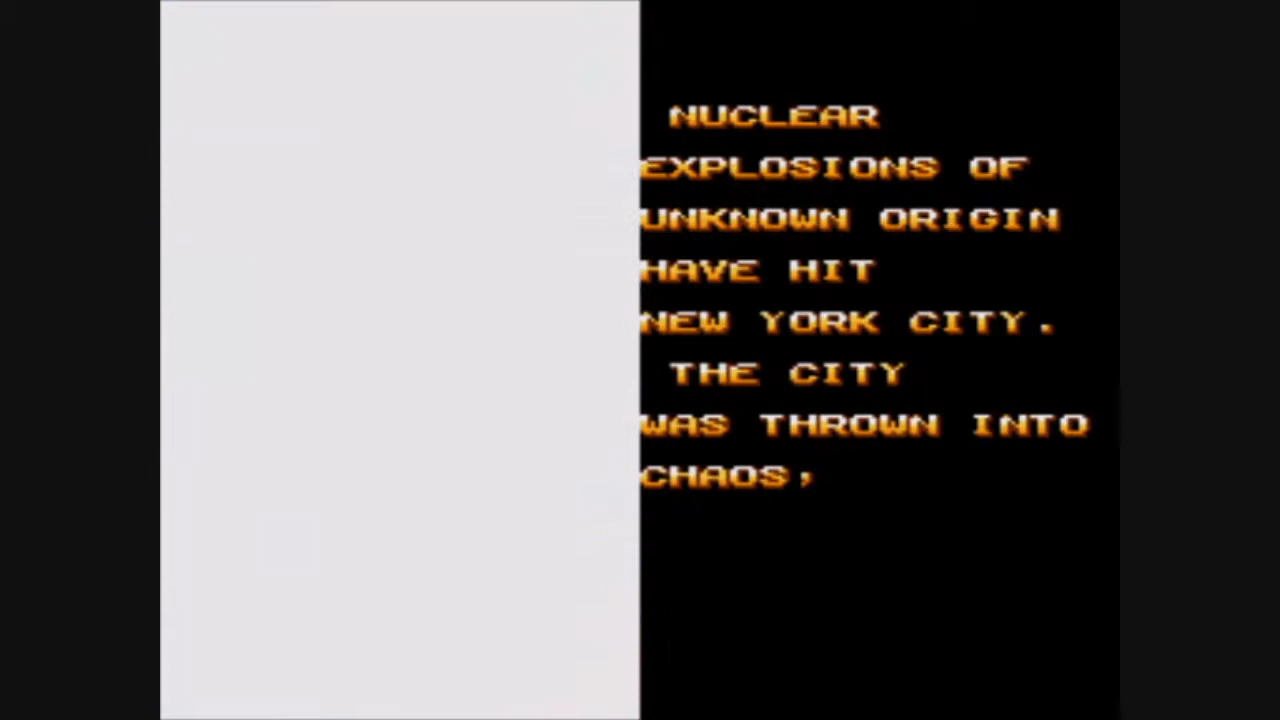 NUCLEAR
EXPLOSIONS OF
UNKNOWN ORIGIN
HAVE HIT
NEW YORK CITY.
THE CITY
WAS THROWN INTO
CHAOS,